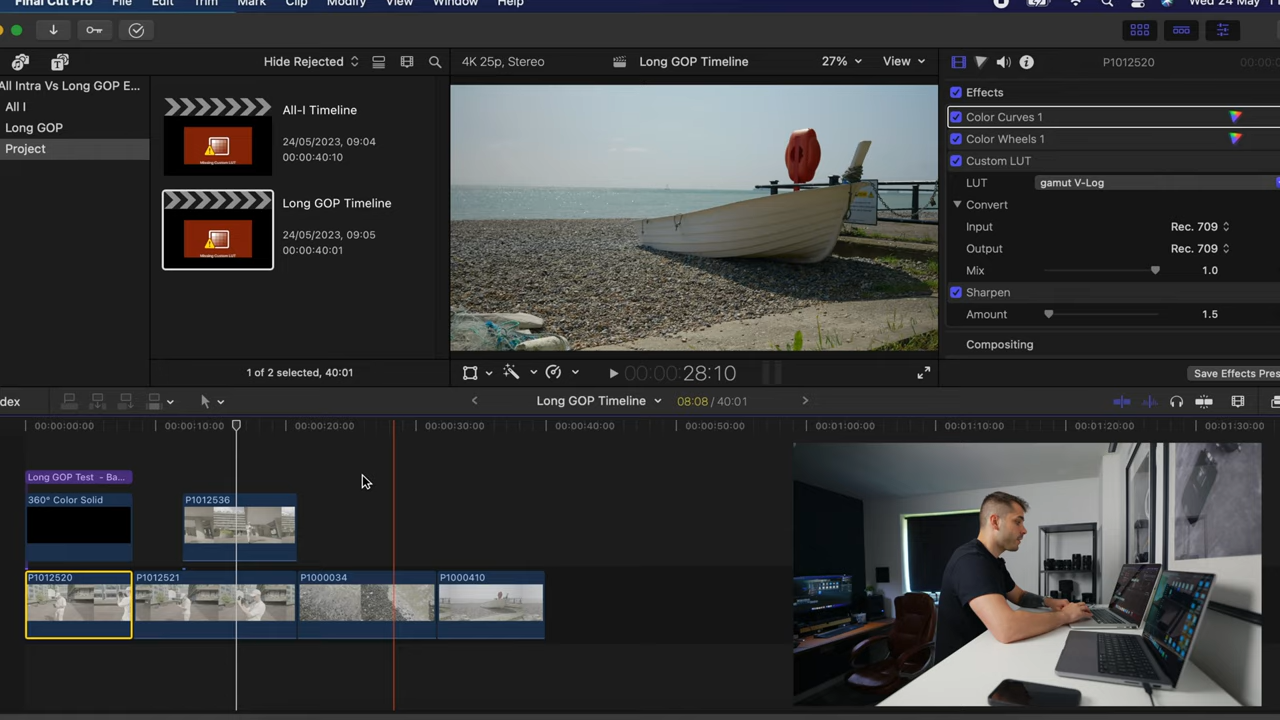 Final Cut Pro File Edit Trim Mark Clip Modify View Window Help Wed 24 May 1
Hide Rejected
4K 25p, Stereo Long GOP Timeline 27% View
P1012520 00:00:0
All Intra Vs Long GOP E...
All I
Long GOP
Project
All-I Timeline
24/05/2023, 09:04
00:00:40:10
Long GOP Timeline
24/05/2023, 09:05
00:00:40:01
1 of 2 selected, 40:01
00:00:28:10
Effects
Color Curves 1
Color Wheels 1
Custom LUT
LUT gamut V-Log
Convert
Input Rec. 709
Output Rec. 709
Mix 1.0
Sharpen
Amount 1.5
Compositing
Save Effects Pres
dex Long GOP Timeline 08:08 / 40:01
00:00:00:00 00:00:10:00 00:00:20:00 00:00:30:00 00:00:40:00 00:00:50:00 00:01:00:00 00:01:10:00 00:01:20:00 00:01:30:00
Long GOP Test - Ba...
360° Color Solid
P1012536
P1012520
P1012521
P1000034
P1000410